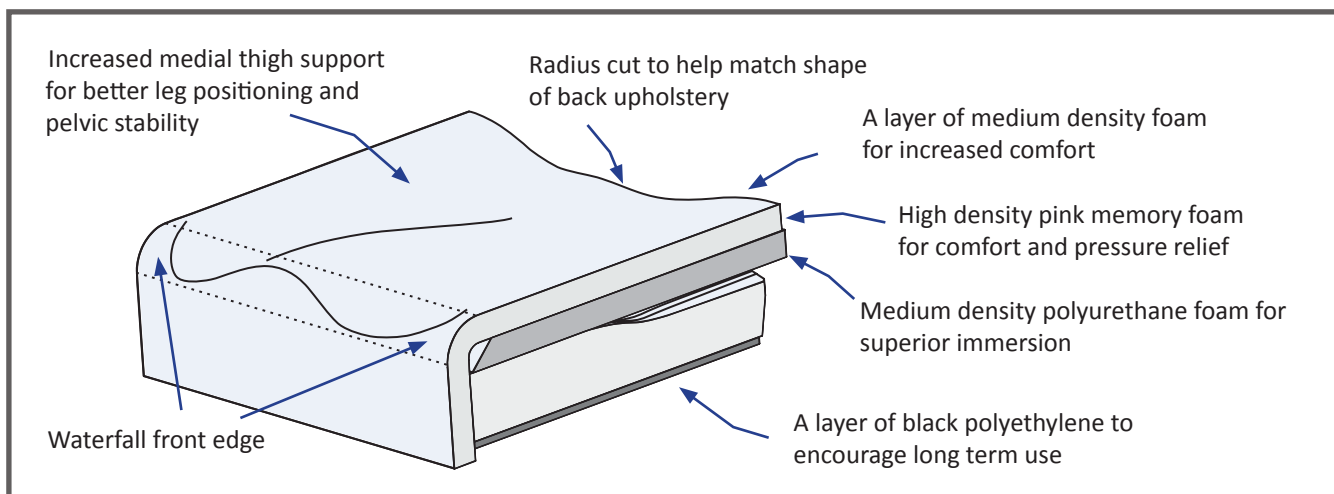 Increased medial thigh support
for better leg positioning and
pelvic stability
Radius cut to help match shape
of back upholstery
A layer of medium density foam
for increased comfort
High density pink memory foam
for comfort and pressure relief
Medium density polyurethane foam for
superior immersion
Waterfall front edge
A layer of black polyethylene to
encourage long term use